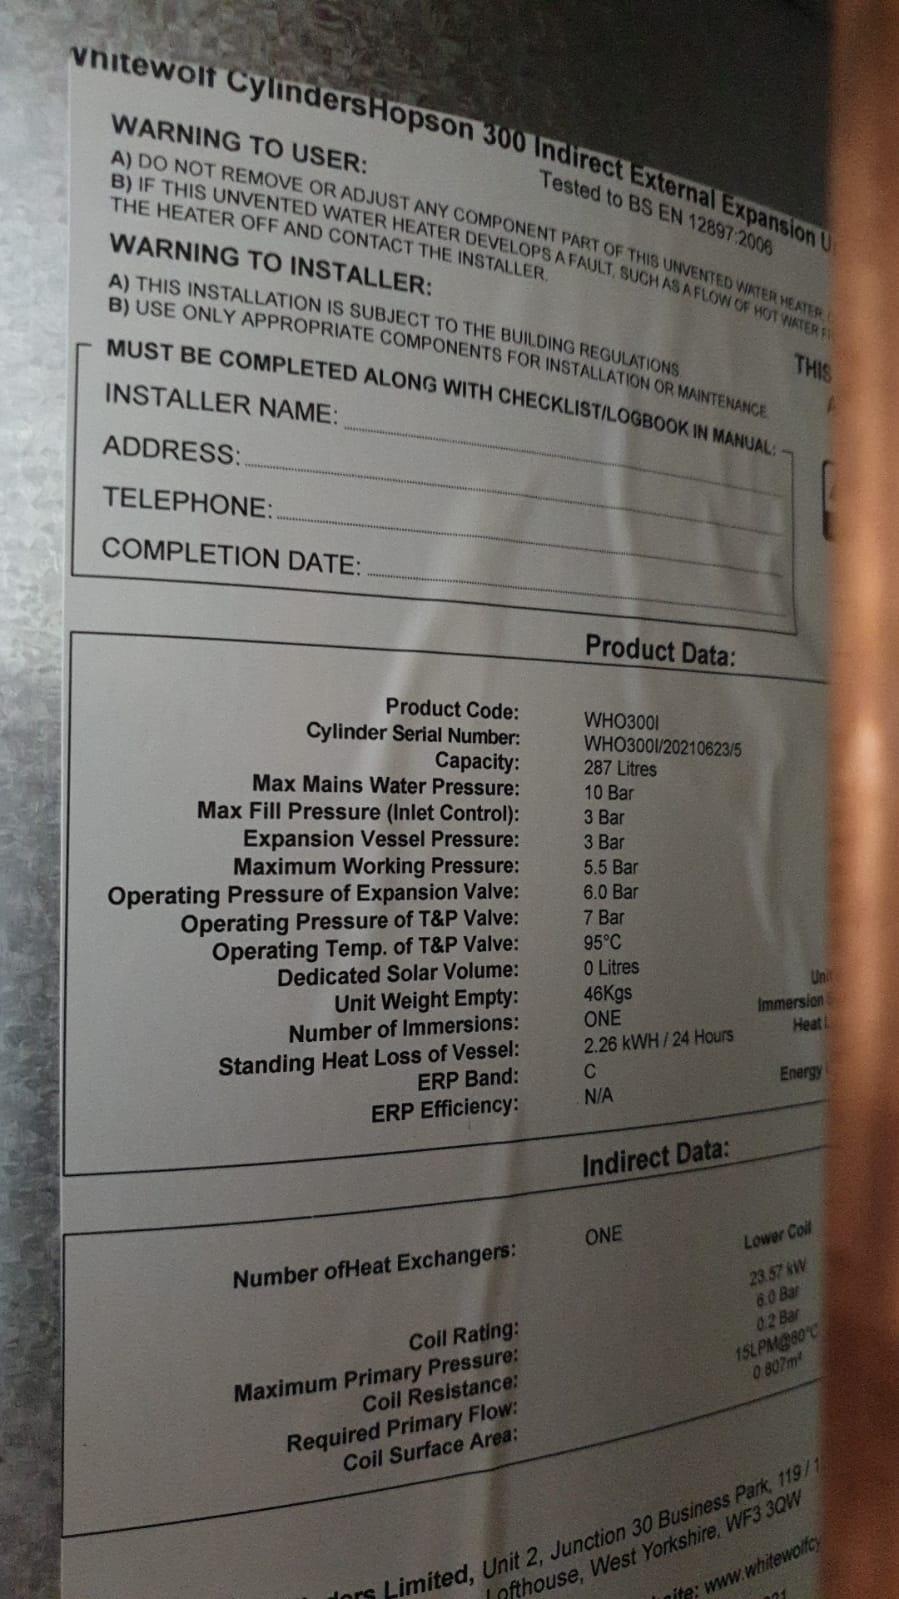 Whitewolf CylindersHopson 300 Indirect External Expansion
Tested to BS EN 12897:2006
WARNING TO USER:
A) DO NOT REMOVE OR ADJUST ANY COMPONENT PART OF THIS UNVENTED WATER HEATER
B) IF THIS UNVENTED WATER HEATER DEVELOPS A FAULT, SUCH AS A FLOW OF HOT WATER
THE HEATER OFF AND CONTACT THE INSTALLER.
WARNING TO INSTALLER:
A) THIS INSTALLATION IS SUBJECT TO THE BUILDING REGULATIONS.
B) USE ONLY APPROPRIATE COMPONENTS FOR INSTALLATION OR MAINTENANCE.
THIS
MUST BE COMPLETED ALONG WITH CHECKLIST/LOGBOOK IN MANUAL:
INSTALLER NAME:
ADDRESS:
TELEPHONE:
COMPLETION DATE:
Product Data:
Product Code: WHO300I
Cylinder Serial Number: WHO300I/20210623/5
Capacity: 287 Litres
Max Mains Water Pressure: 10 Bar
Max Fill Pressure (Inlet Control): 3 Bar
Expansion Vessel Pressure: 3 Bar
Maximum Working Pressure: 5.5 Bar
Operating Pressure of Expansion Valve: 6.0 Bar
Operating Pressure of T&P Valve: 7 Bar
Operating Temp. of T&P Valve: 95°C
Dedicated Solar Volume: 0 Litres
Unit Weight Empty: 46Kgs
Number of Immersions: ONE Immersion
Standing Heat Loss of Vessel: 2.26 kWH / 24 Hours Heat
ERP Band: C
ERP Efficiency: N/A Energy
Indirect Data:
Number ofHeat Exchangers: ONE
Lower Coil
Coil Rating: 23.57 kW
Maximum Primary Pressure: 6.0 Bar
Coil Resistance: 0.2 Bar
Required Primary Flow: 15LPM@80°C
Coil Surface Area: 0.807m²
Limited, Unit 2, Junction 30 Business Park, 119 /
Lofthouse, West Yorkshire, WF3 3QW
www.whitewolfcy